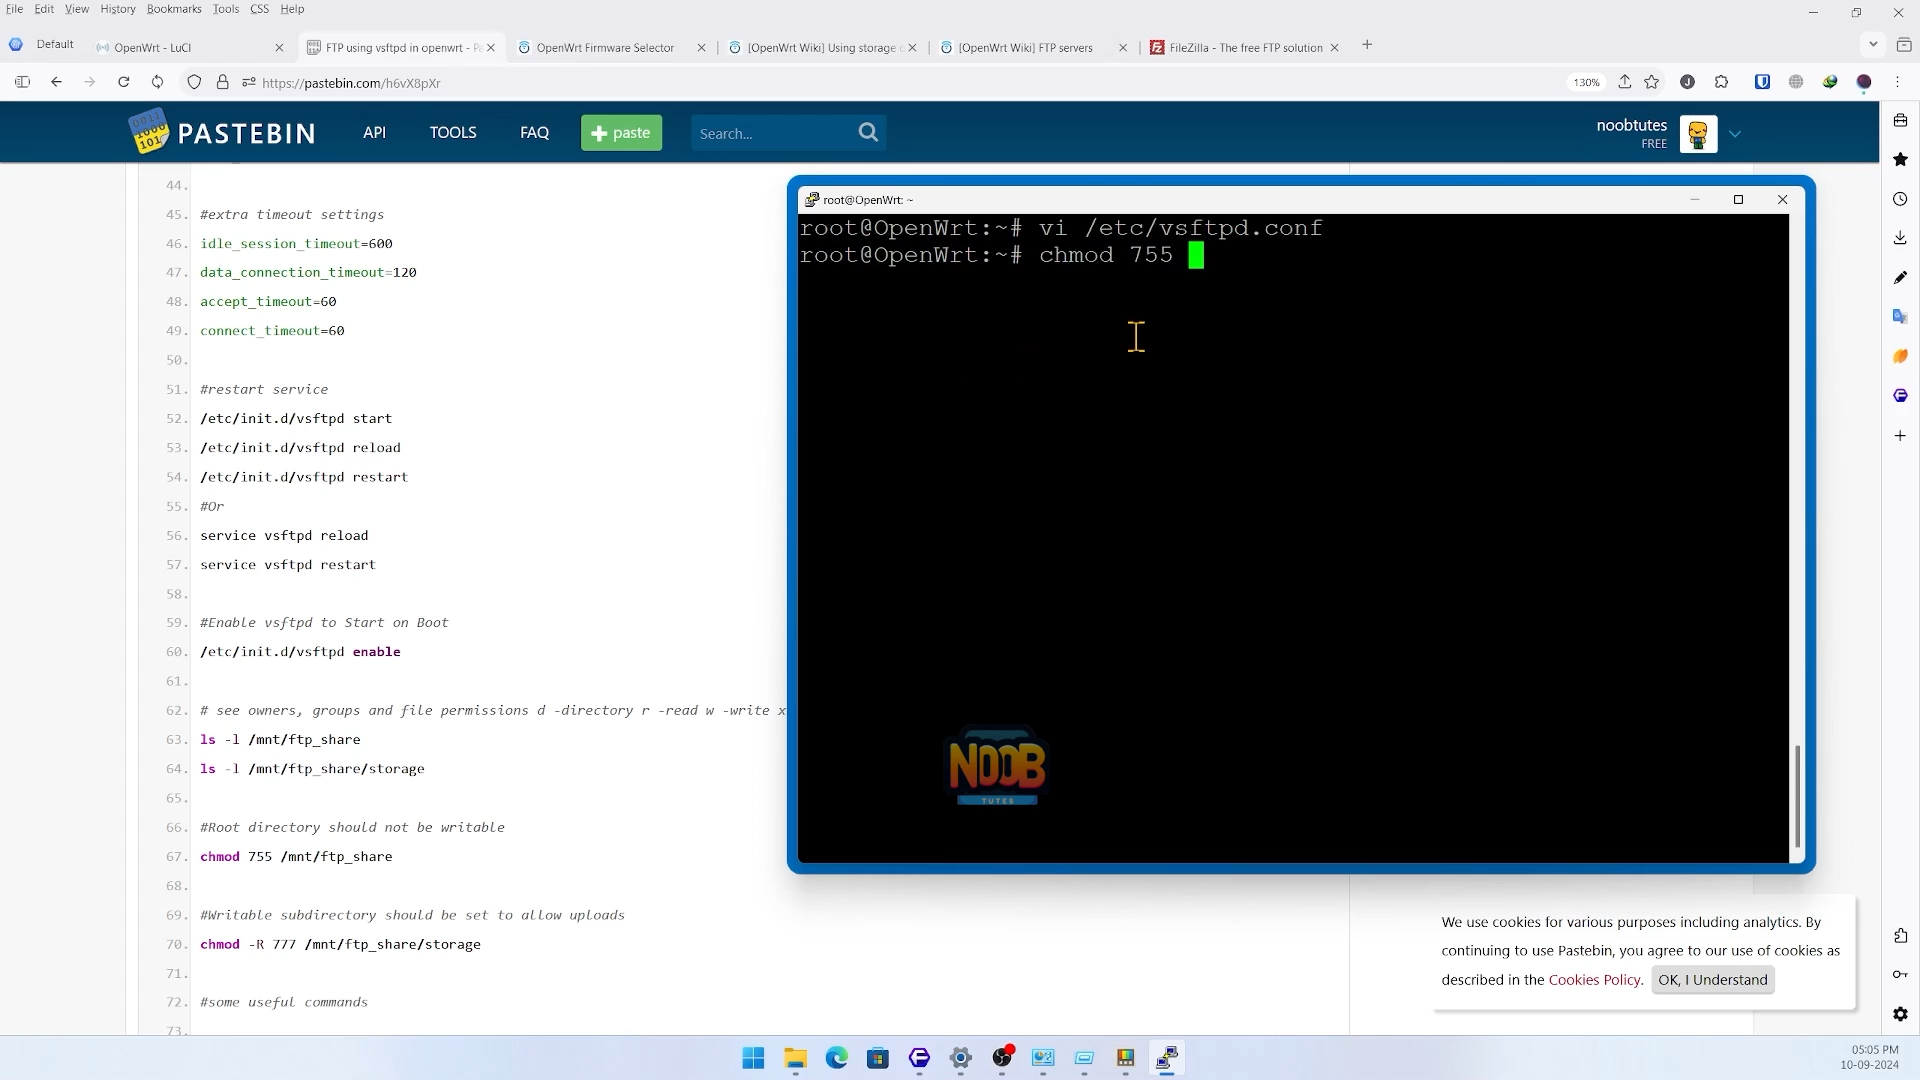 File Edit View History Bookmarks Tools CSS Help
Default
OpenWrt - LuCI
FTP using vsftpd in openwrt - Pa
OpenWrt Firmware Selector
[OpenWrt Wiki] Using storage d
[OpenWrt Wiki] FTP servers
FileZilla - The free FTP solution
https://pastebin.com/h6vX8pXr
130%
PASTEBIN
API
TOOLS
FAQ
paste
Search...
noobtutes
FREE
44.
45. #extra timeout settings
46. idle_session_timeout=600
47. data_connection_timeout=120
48. accept_timeout=60
49. connect_timeout=60
50.
51. #restart service
52. /etc/init.d/vsftpd start
53. /etc/init.d/vsftpd reload
54. /etc/init.d/vsftpd restart
55. #Or
56. service vsftpd reload
57. service vsftpd restart
58.
59. #Enable vsftpd to Start on Boot
60. /etc/init.d/vsftpd enable
61.
62. # see owners, groups and file permissions d -directory r -read w -write x
63. ls -l /mnt/ftp_share
64. ls -l /mnt/ftp_share/storage
65.
66. #Root directory should not be writable
67. chmod 755 /mnt/ftp_share
68.
69. #Writable subdirectory should be set to allow uploads
70. chmod -R 777 /mnt/ftp_share/storage
71.
72. #some useful commands
73.
root@OpenWrt: ~
root@OpenWrt:~# vi /etc/vsftpd.conf
root@OpenWrt:~# chmod 755
NOOB
TUTES
We use cookies for various purposes including analytics. By
continuing to use Pastebin, you agree to our use of cookies as
described in the Cookies Policy. OK, I Understand
05:05 PM
10-09-2024